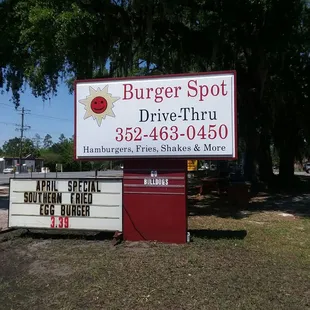 Burger Spot
Drive-Thru
352-463-0450
Hamburgers, Fries, Shakes & More
BULLDOGS
APRIL SPECIAL
SOUTHERN FRIED
EGG BURGER
3.39